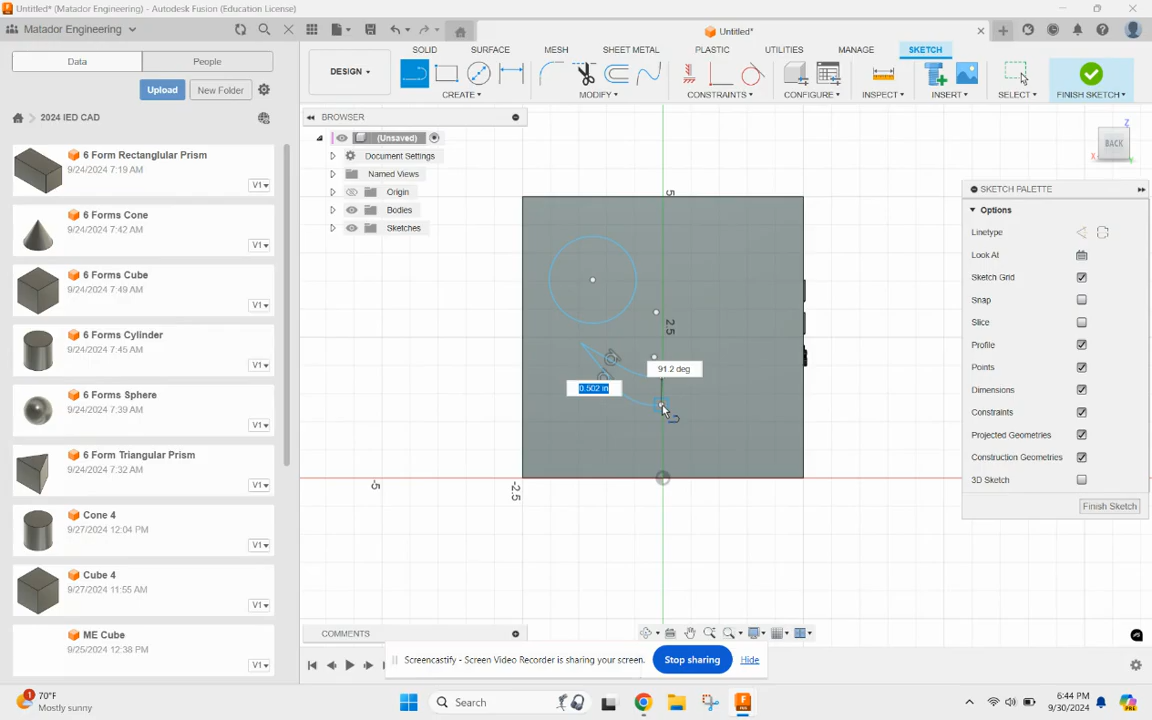 Untitled* - Autodesk Fusion (Education License)
Matador Engineering
Untitled*
Data
People
Upload
New Folder
2024 IED CAD
6 Form Rectanglular Prism
9/24/2024 7:19 AM
V1
6 Forms Cone
9/24/2024 7:42 AM
V1
6 Forms Cube
9/24/2024 7:49 AM
V1
6 Forms Cylinder
9/24/2024 7:45 AM
V1
6 Forms Sphere
9/24/2024 7:39 AM
V1
6 Form Triangular Prism
9/24/2024 7:32 AM
V1
Cone 4
9/27/2024 12:04 PM
V1
Cube 4
9/27/2024 11:55 AM
V1
ME Cube
9/25/2024 12:38 PM
V1
DESIGN
SOLID
SURFACE
MESH
SHEET METAL
PLASTIC
UTILITIES
MANAGE
SKETCH
CREATE
MODIFY
CONSTRAINTS
CONFIGURE
INSPECT
INSERT
SELECT
FINISH SKETCH
BROWSER
(Unsaved)
Document Settings
Named Views
Origin
Bodies
Sketches
Z
BACK
X
Y
5
2.5
-2.5
-5
91.2 deg
0.502 in
SKETCH PALETTE
Options
Linetype
Look At
Sketch Grid
Snap
Slice
Profile
Points
Dimensions
Constraints
Projected Geometries
Construction Geometries
3D Sketch
Finish Sketch
COMMENTS
Screencastify - Screen Video Recorder is sharing your screen.
Stop sharing
Hide
1
70°F
Mostly sunny
Search
6:44 PM
9/30/2024